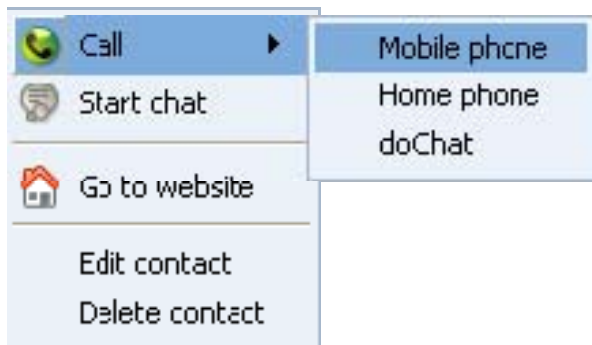 Call
Start chat
Go to website
Edit contact
Delete contact
Mobile phone
Home phone
doChat